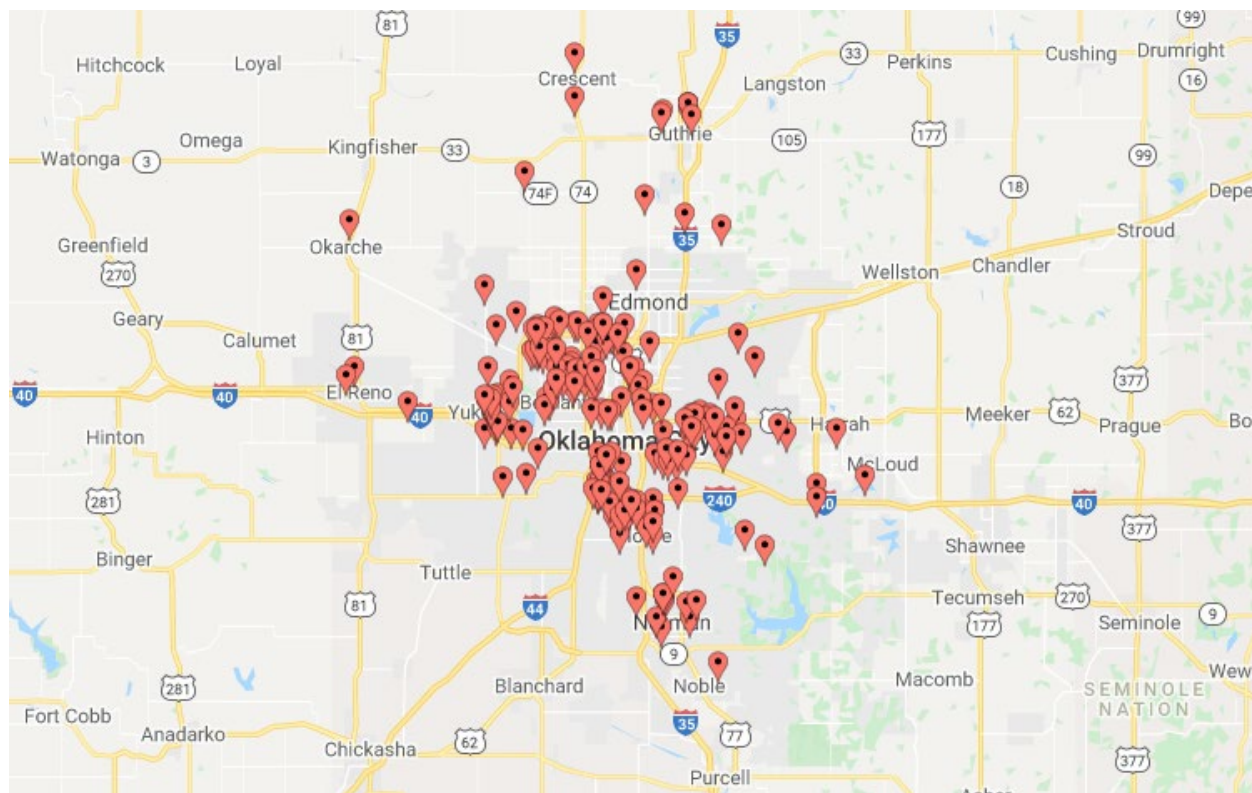 99
81
35
Hitchcock
Loyal
Crescent
33
Perkins
Cushing
Drumright
16
Langston
Guthrie
177
105
Omega
Kingfisher
33
Watonga
3
99
74F
74
18
Depe
Okarche
Greenfield
270
35
Stroud
Wellston
Chandler
Edmond
Geary
Calumet
81
40
40
El Reno
40
377
Yuk
Meeker
62
Prague
Bo
Hinton
Oklahoma City
McLoud
281
240
40
377
Binger
Shawnee
Tuttle
81
44
Tecumseh
270
177
9
Seminole
9
Wew
281
Blanchard
Noble
Macomb
SEMINOLE
NATION
Fort Cobb
35
Anadarko
62
77
Chickasha
377
Purcell